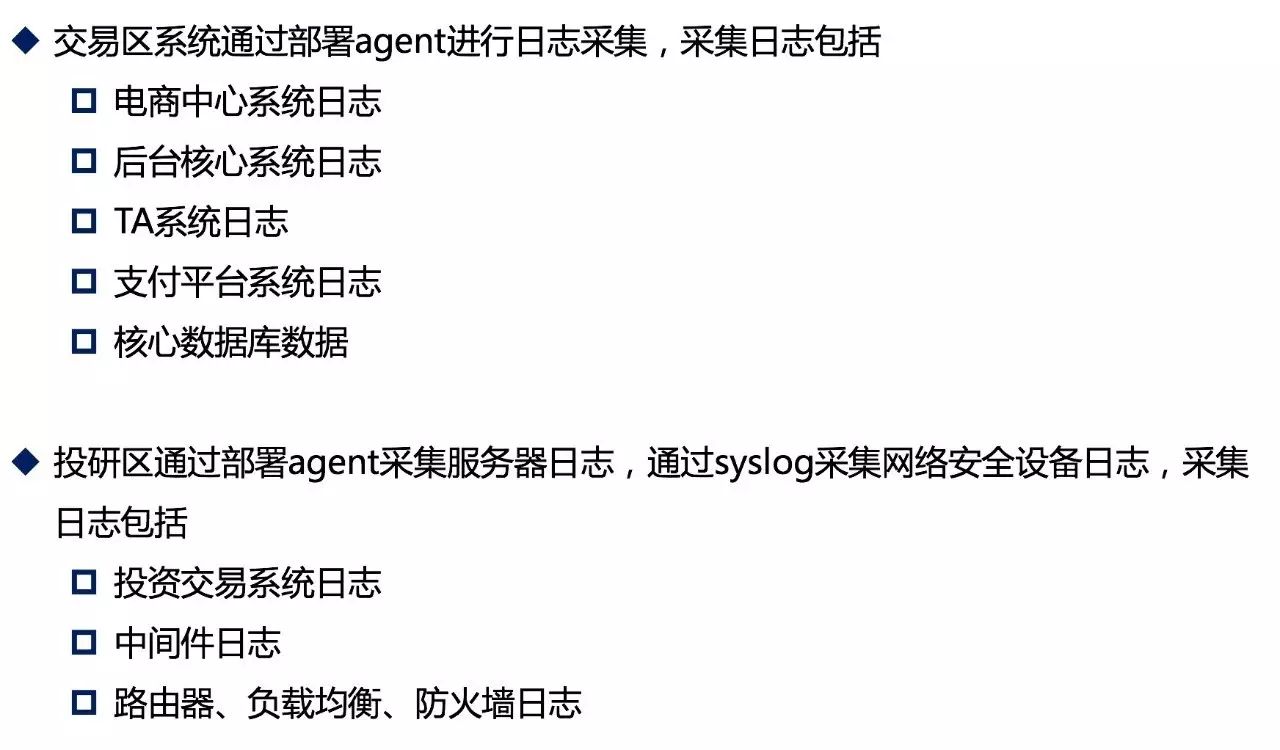 交易区系统通过部署agent进行日志采集，采集日志包括
电商中心系统日志
后台核心系统日志
TA系统日志
支付平台系统日志
核心数据库数据
投研区通过部署agent采集服务器日志，通过syslog采集网络安全设备日志，采集
日志包括
投资交易系统日志
中间件日志
路由器、负载均衡、防火墙日志